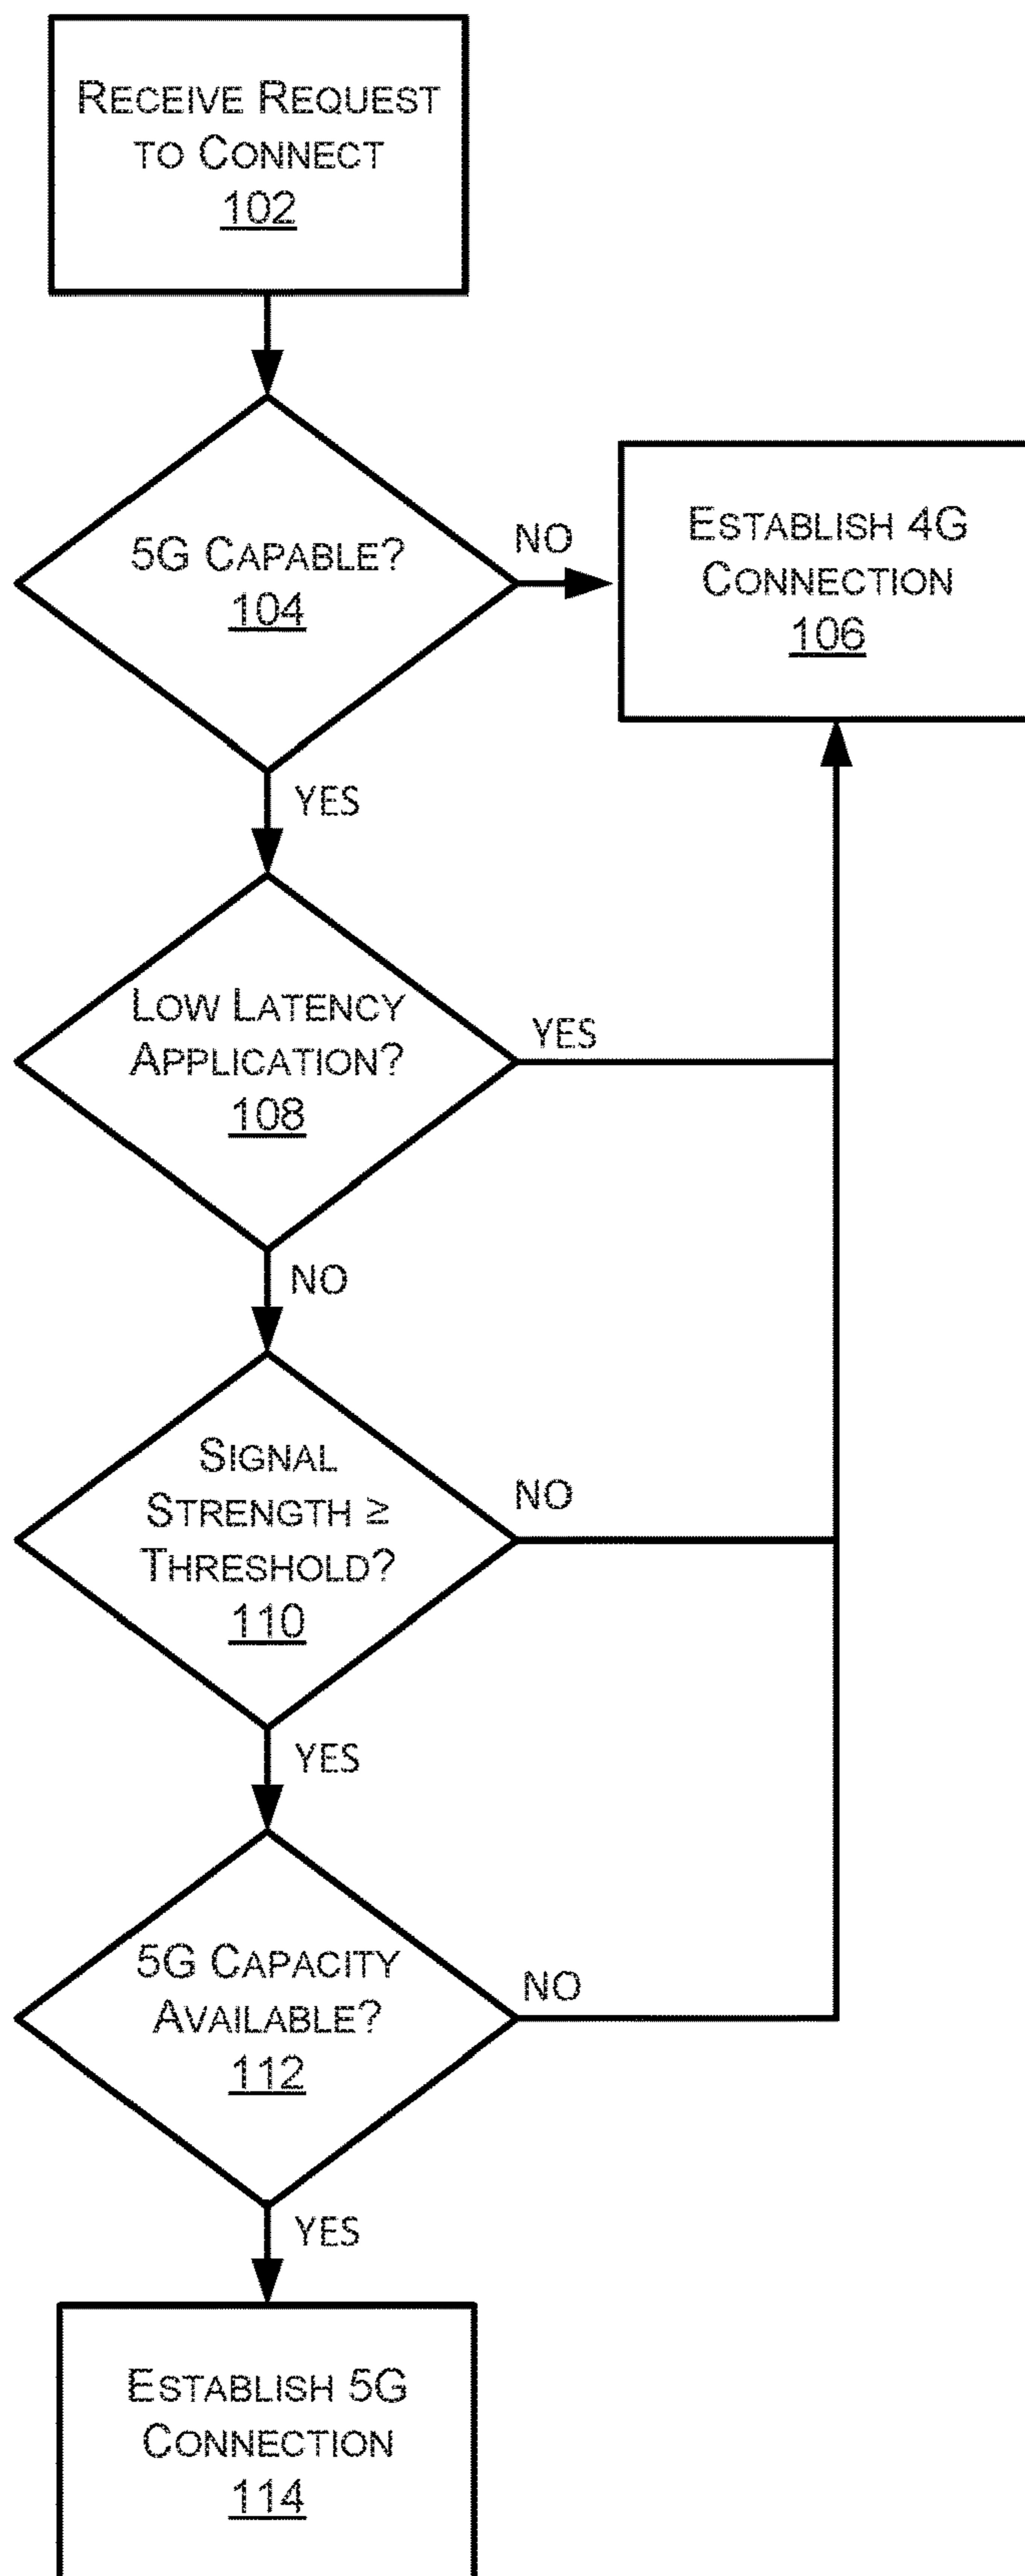 RECEIVE REQUEST
TO CONNECT
102
5G CAPABLE?
104
NO
ESTABLISH 4G
CONNECTION
106
YES
LOW LATENCY
APPLICATION?
108
YES
NO
SIGNAL
STRENGTH ≥
THRESHOLD?
110
NO
YES
5G CAPACITY
AVAILABLE?
112
NO
YES
ESTABLISH 5G
CONNECTION
114